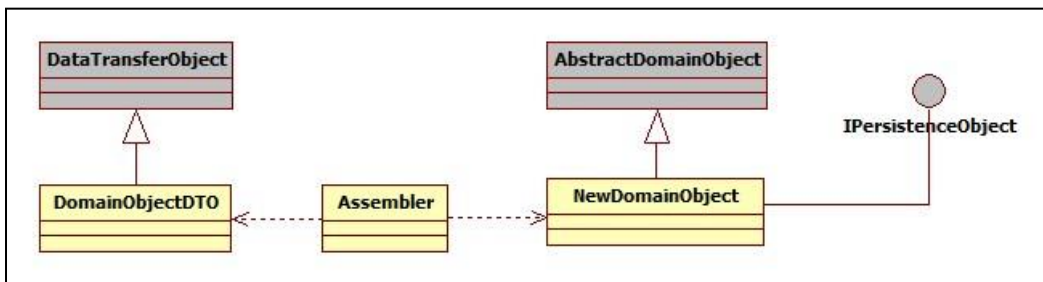 DataTransferObject
AbstractDomainObject
IPersistenceObject
DomainObjectDTO
Assembler
NewDomainObject